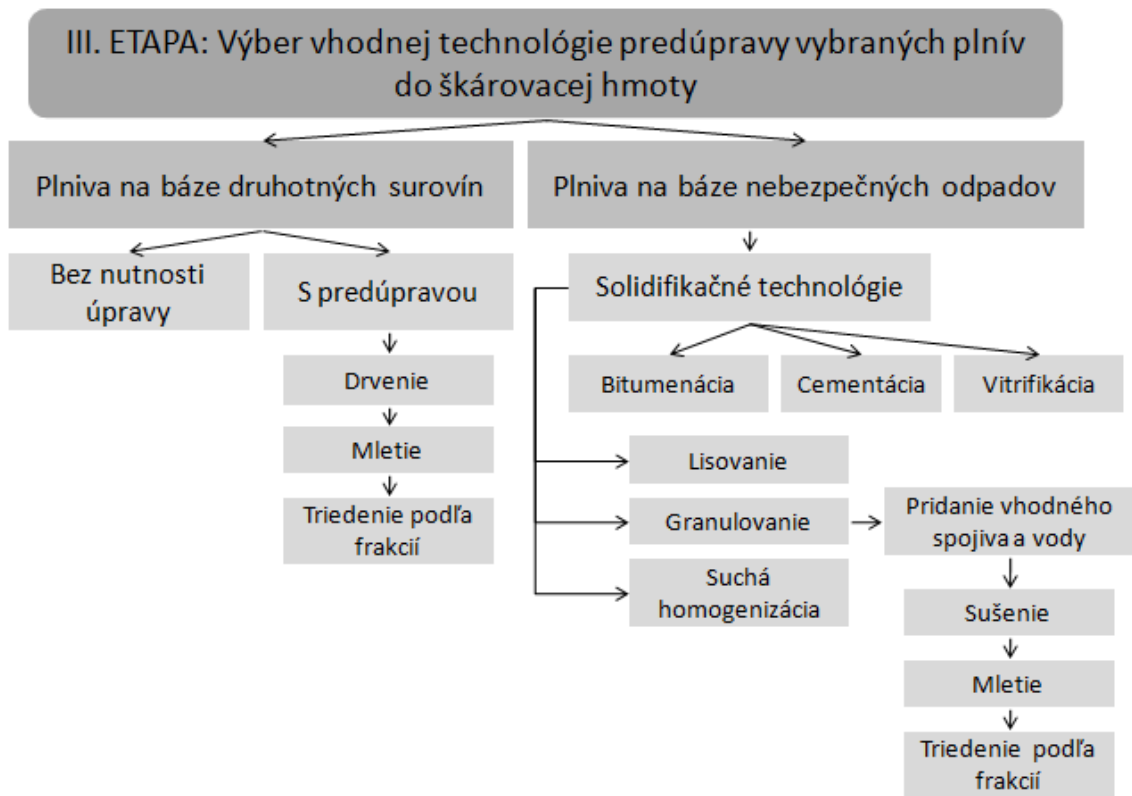 III. ETAPA: Výber vhodnej technológie predúpravy vybraných plnív
do škárovacej hmoty
Plniva na báze druhotných surovín
Plniva na báze nebezpečných odpadov
Bez nutnosti
úpravy
S predúpravou
Solidifikačné technológie
Drvenie
Mletie
Triedenie podľa
frakcií
Bitumenácia
Cementácia
Vitrifikácia
Lisovanie
Granulovanie
Suchá
homogenizácia
Pridanie vhodného
spojiva a vody
Sušenie
Mletie
Triedenie podľa
frakcií